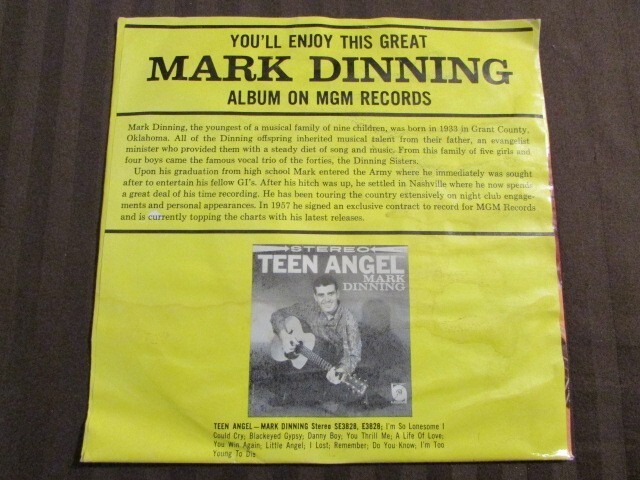 YOU'LL ENJOY THIS GREAT
MARK DINNING
ALBUM ON MGM RECORDS
Mark Dinning, the youngest of a musical family of nine children, was born in 1933 in Grant County,
Oklahoma. All of the Dinning offspring inherited musical talent from their father, an evangelist
minister who provided them with a steady diet of song and music. From this family of five girls and
four boys came the famous vocal trio of the forties, the Dinning Sisters.
Upon his graduation from high school Mark entered the Army where he immediately was sought
after to entertain his fellow GI's. After his hitch was up, he settled in Nashville where he now spends
a great deal of his time recording. He has been touring the country extensively on night club engage-
ments and personal appearances. In 1957 he signed an exclusive contract to record for MGM Records
and is currently topping the charts with his latest releases.
STEREO
TEEN ANGEL
MARK
DINNING
TEEN ANGEL—MARK DINNING Stereo SE3828, E3828; I'm So Lonesome I
Could Cry; Blackeyed Gypsy; Danny Boy; You Thrill Me; A Life Of Love;
You Win Again; Little Angel; I Lost; Remember; Do You Know; I'm Too
Young To Die